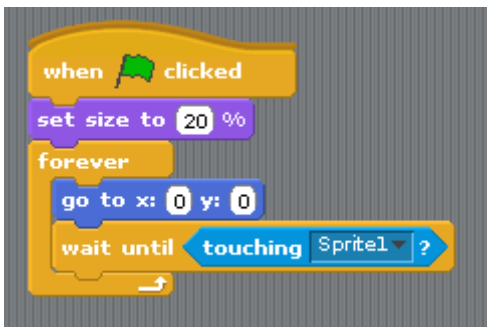 when clicked
set size to 20 %
forever
go to x: 0 y: 0
wait until touching Sprite1 ?